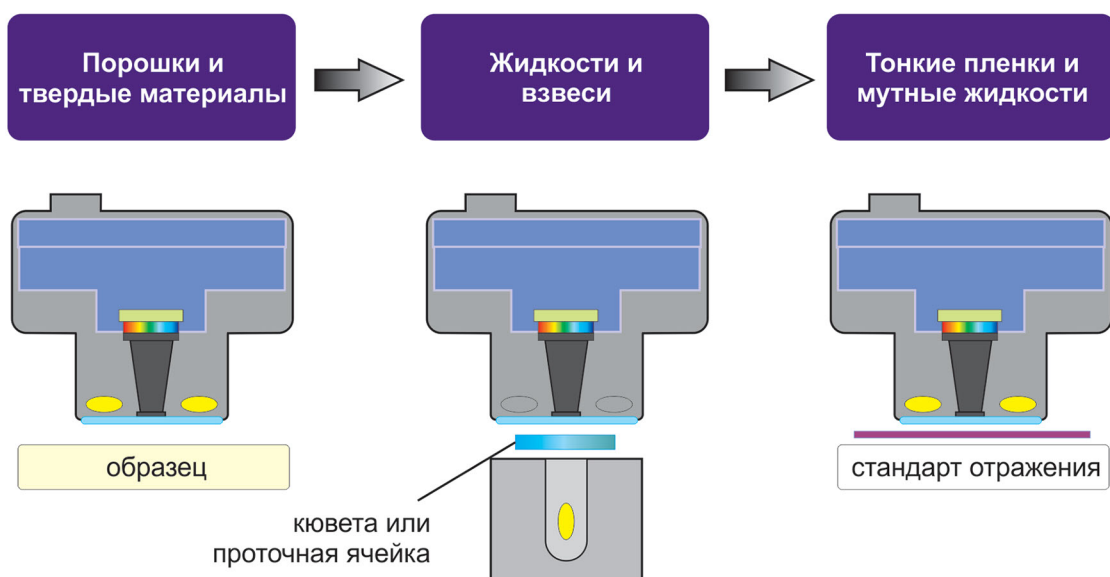 Порошки и
твердые материалы
Жидкости и
взвеси
Тонкие пленки и
мутные жидкости
образец
кювета или
проточная ячейка
стандарт отражения